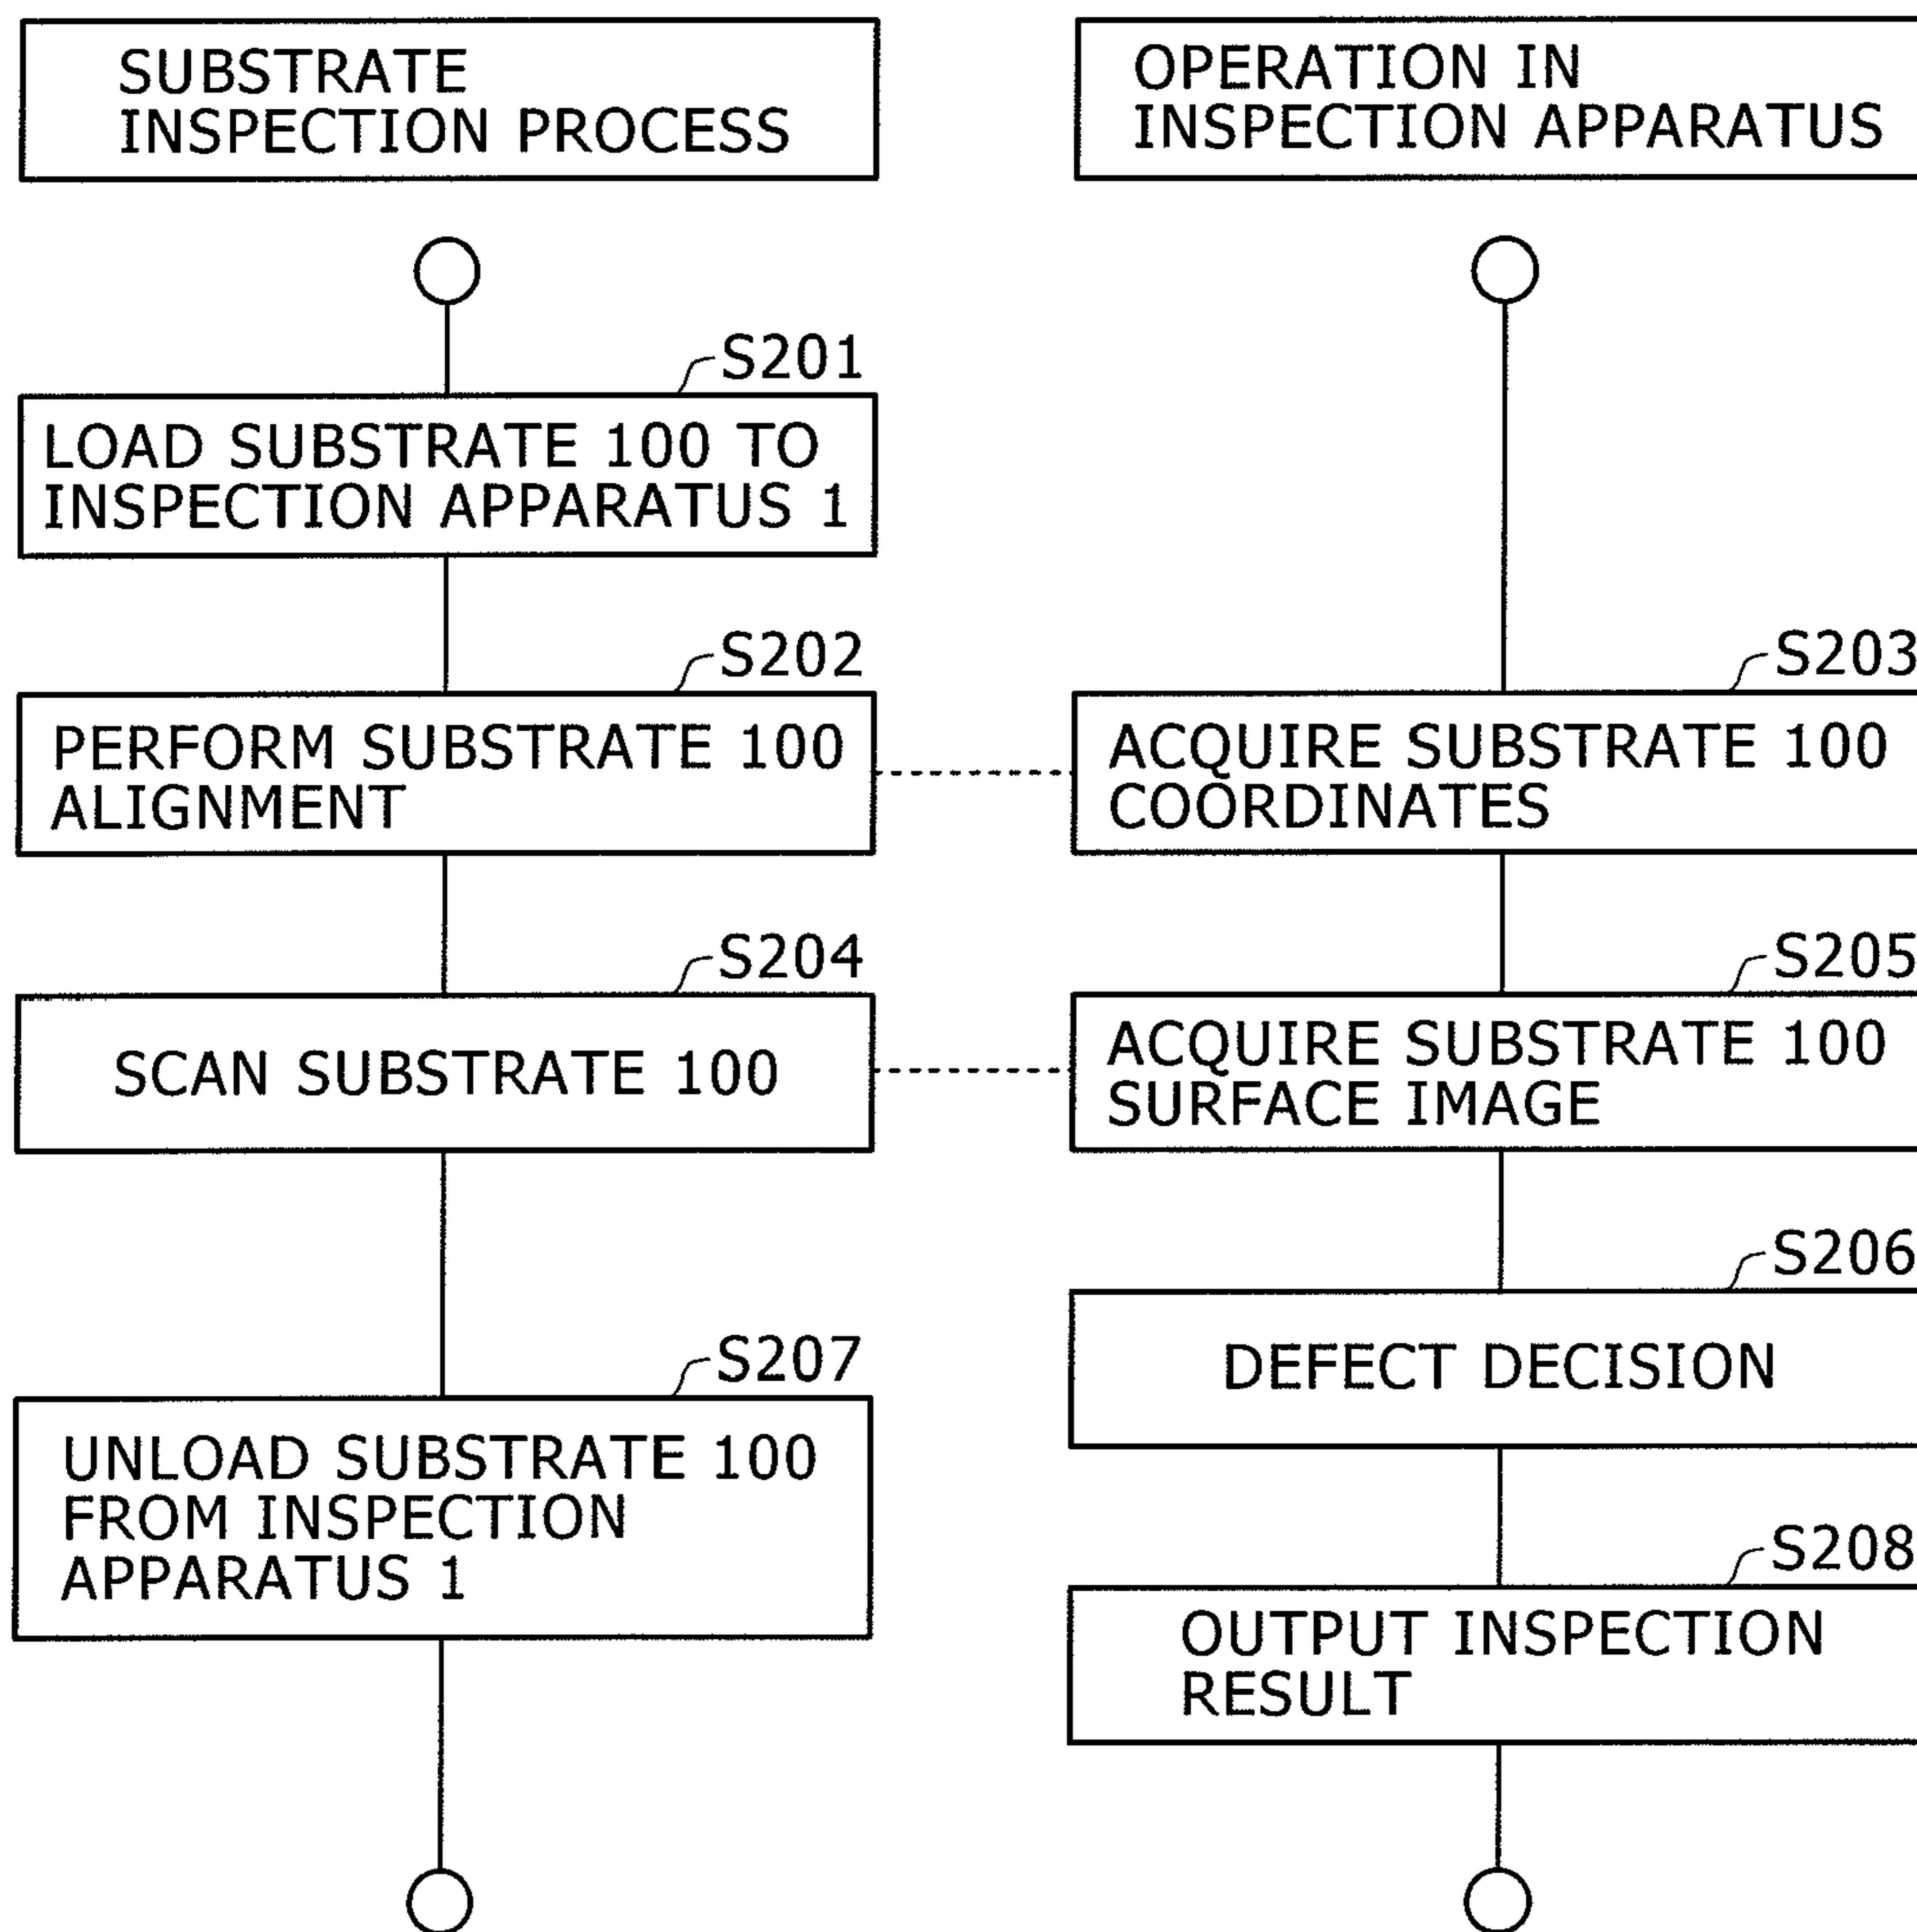 SUBSTRATE
INSPECTION PROCESS
OPERATION IN
INSPECTION APPARATUS
S201
LOAD SUBSTRATE 100 TO
INSPECTION APPARATUS 1
S202
PERFORM SUBSTRATE 100
ALIGNMENT
S203
ACQUIRE SUBSTRATE 100
COORDINATES
S204
SCAN SUBSTRATE 100
S205
ACQUIRE SUBSTRATE 100
SURFACE IMAGE
S206
DEFECT DECISION
S207
UNLOAD SUBSTRATE 100
FROM INSPECTION
APPARATUS 1
S208
OUTPUT INSPECTION
RESULT